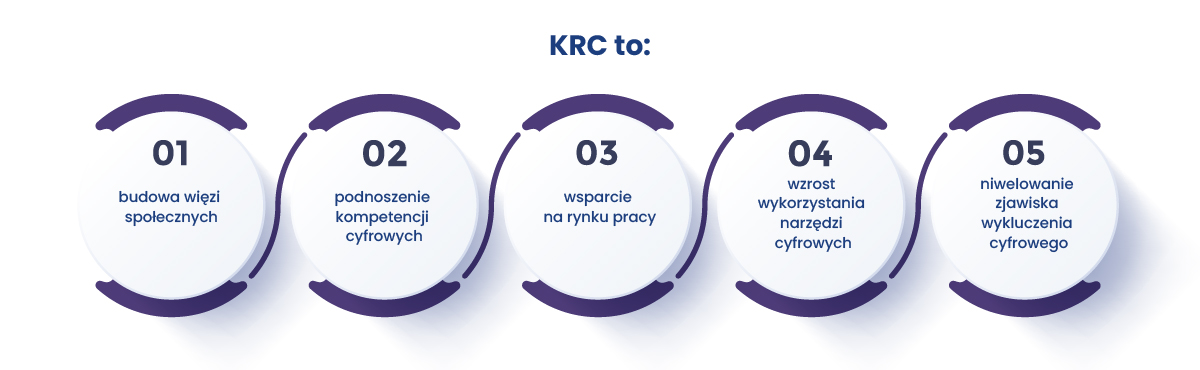 KRC to:
01
budowa więzi
społecznych
02
podnoszenie
kompetencji
cyfrowych
03
wsparcie
na rynku pracy
04
wzrost
wykorzystania
narzędzi
cyfrowych
05
niwelowanie
zjawiska
wykluczenia
cyfrowego